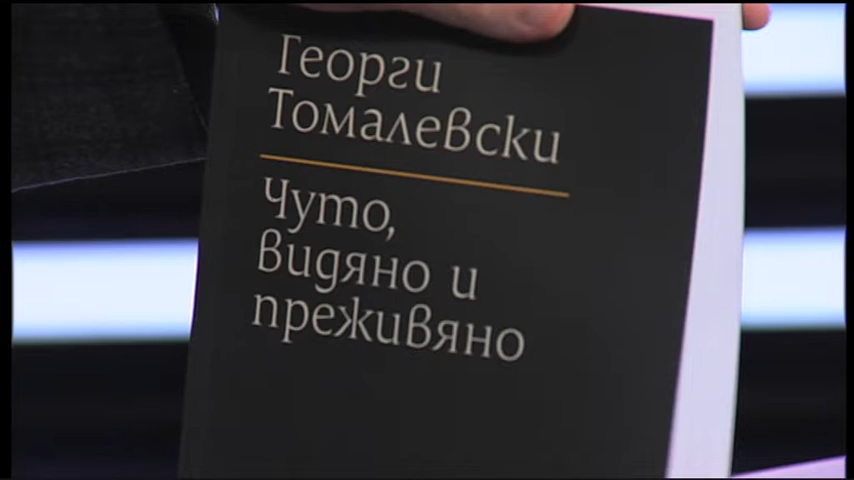 Георги
Томалевски
Чуто,
видяно и
преживяно